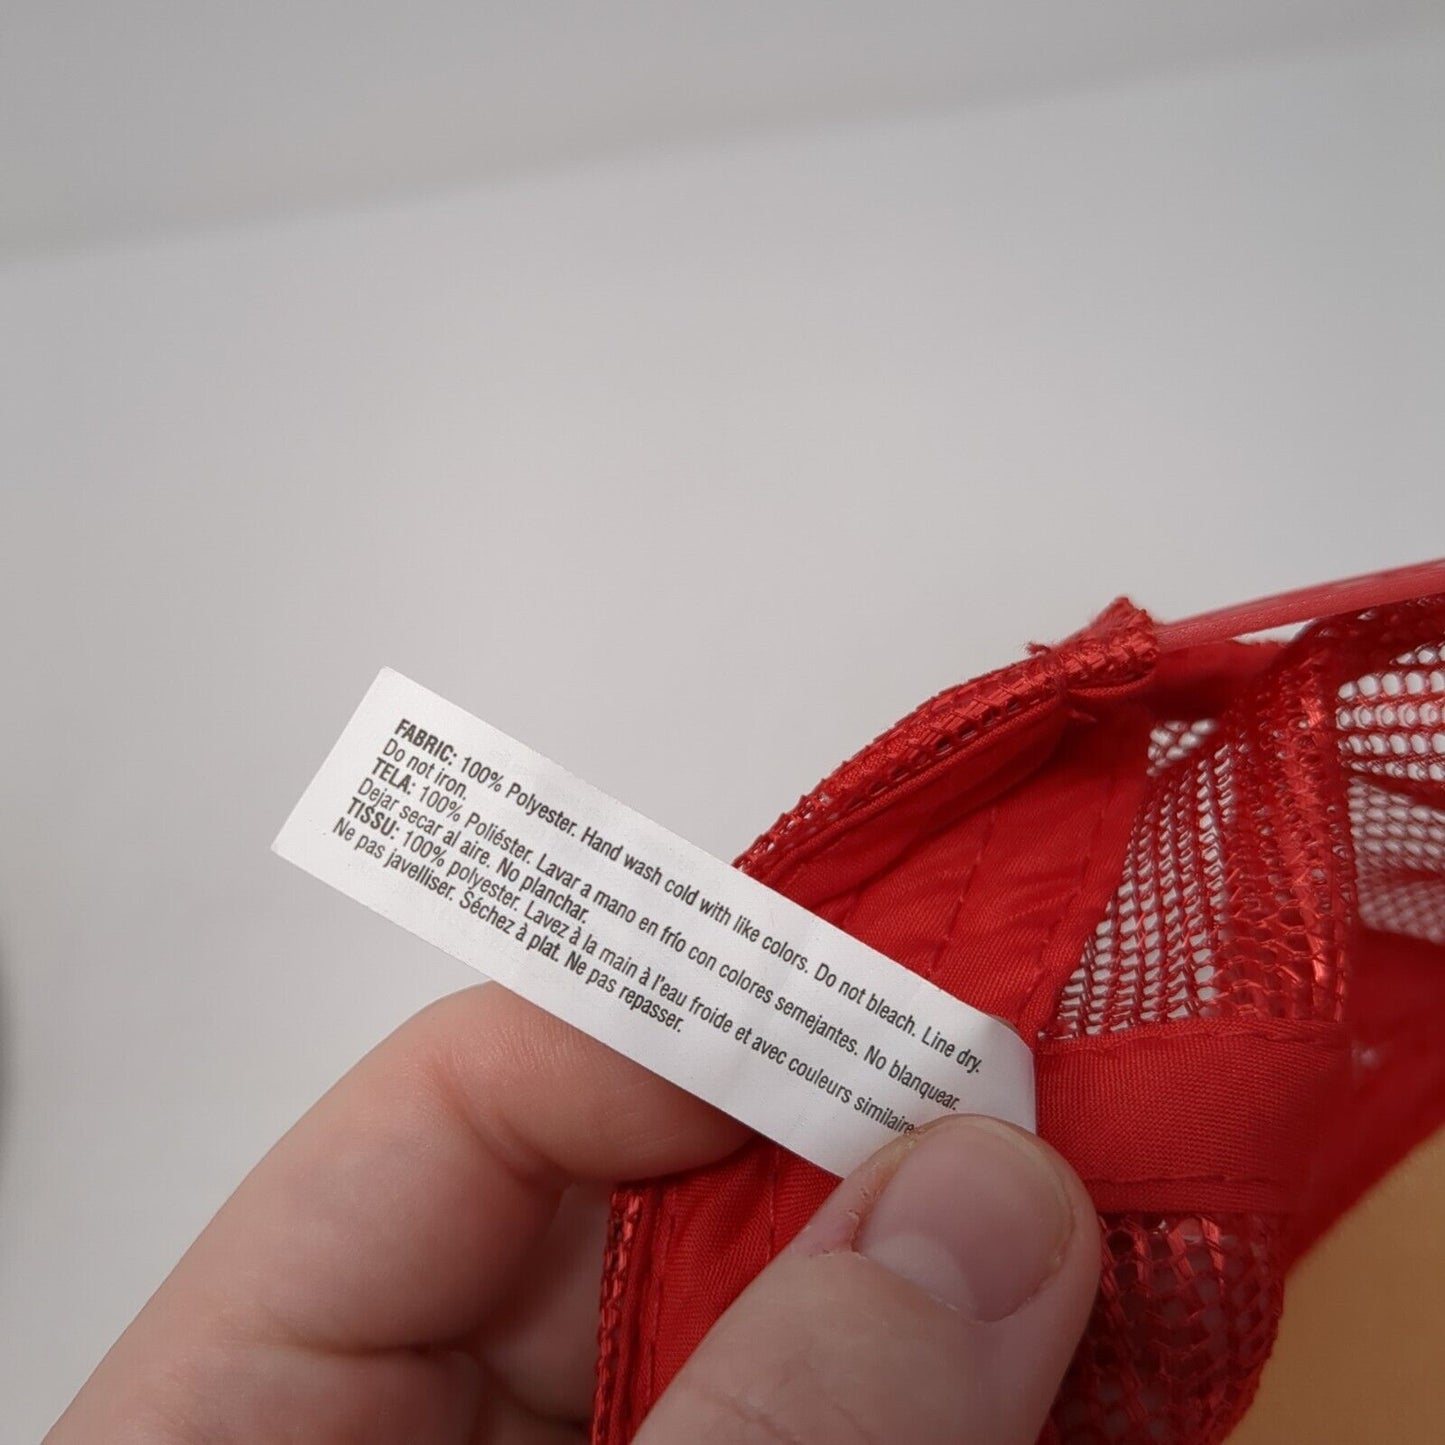 FABRIC: 100% Polyester. Hand wash cold with like colors. Do not bleach. Line dry.
Do not iron.
TELA: 100% Poliéster. Lavar a mano en frío con colores semejantes. No blanquear.
Dejar secar al aire. No planchar.
TISSU: 100% polyester. Lavez à la main à l'eau froide et avec couleurs similaire
Ne pas javelliser. Séchez à plat. Ne pas repasser.